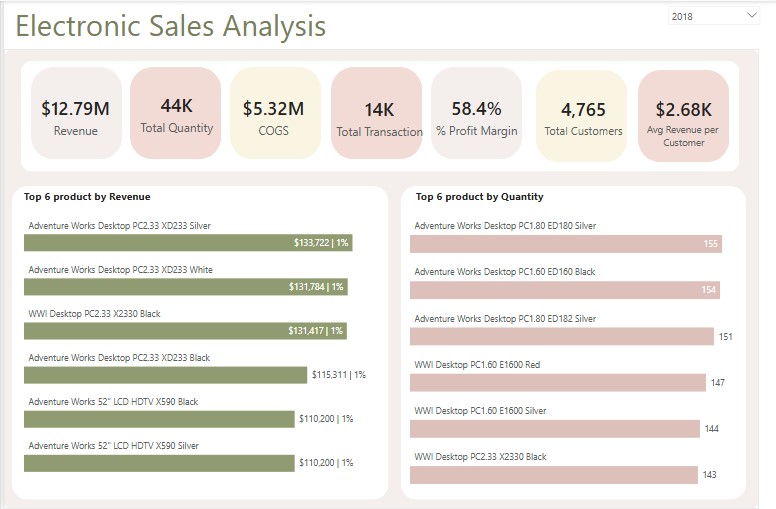 Electronic Sales Analysis
2018
$12.79M
Revenue
44K
Total Quantity
$5.32M
COGS
14K
Total Transaction
58.4%
% Profit Margin
4,765
Total Customers
$2.68K
Avg Revenue per
Customer
Top 6 product by Revenue
Adventure Works Desktop PC2.33 XD233 Silver
$133,722 | 1%
Adventure Works Desktop PC2.33 XD233 White
$131,784 | 1%
WWI Desktop PC2.33 X2330 Black
$131,417 | 1%
Adventure Works Desktop PC2.33 XD233 Black
$115,311 | 1%
Adventure Works 52" LCD HDTV X590 Black
$110,200 | 1%
Adventure Works 52" LCD HDTV X590 Silver
$110,200 | 1%
Top 6 product by Quantity
Adventure Works Desktop PC1.80 ED180 Silver
155
Adventure Works Desktop PC1.60 ED160 Black
154
Adventure Works Desktop PC1.80 ED182 Silver
151
WWI Desktop PC1.60 E1600 Red
147
WWI Desktop PC1.60 E1600 Silver
144
WWI Desktop PC2.33 X2330 Black
143